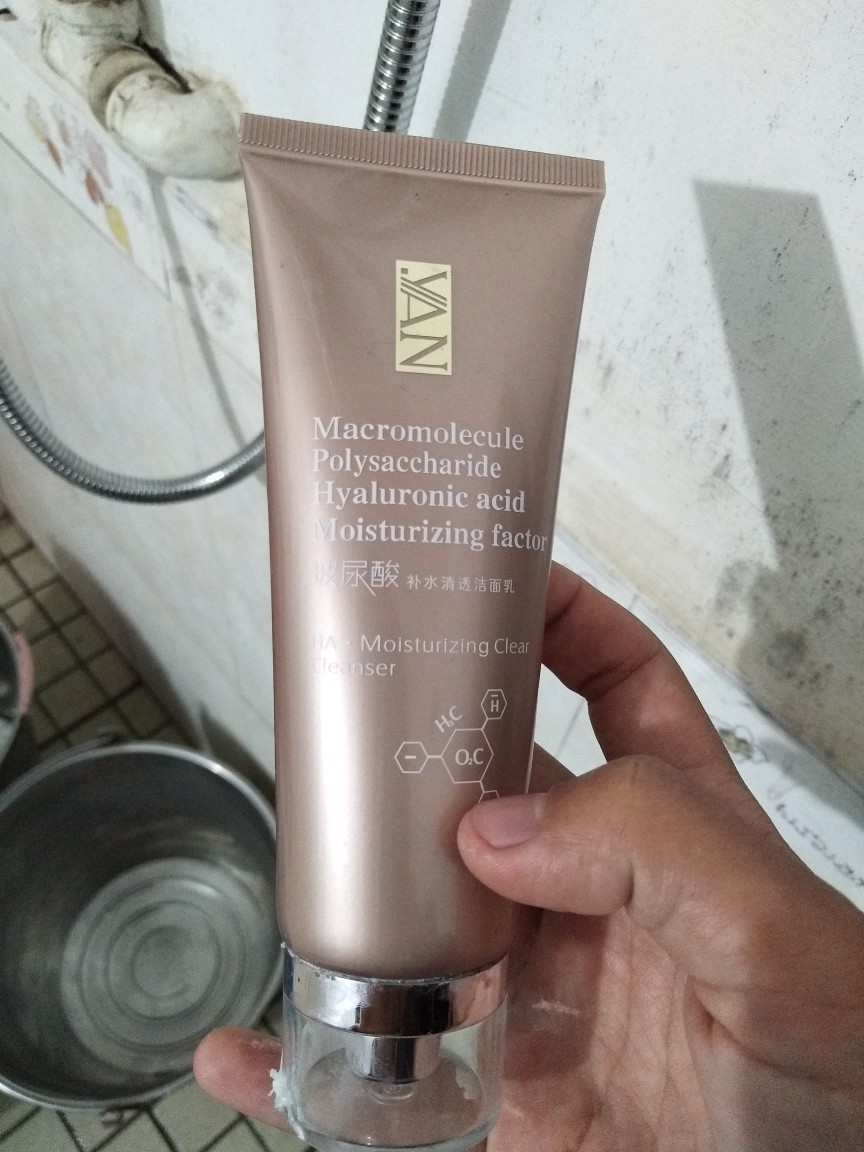 .YAN
Macromolecule
Polysaccharide
Hyaluronic acid
Moisturizing factor
玻尿酸 补水清透洁面乳
HA · Moisturizing Clear
Cleanser
H₃C
H
O₂C